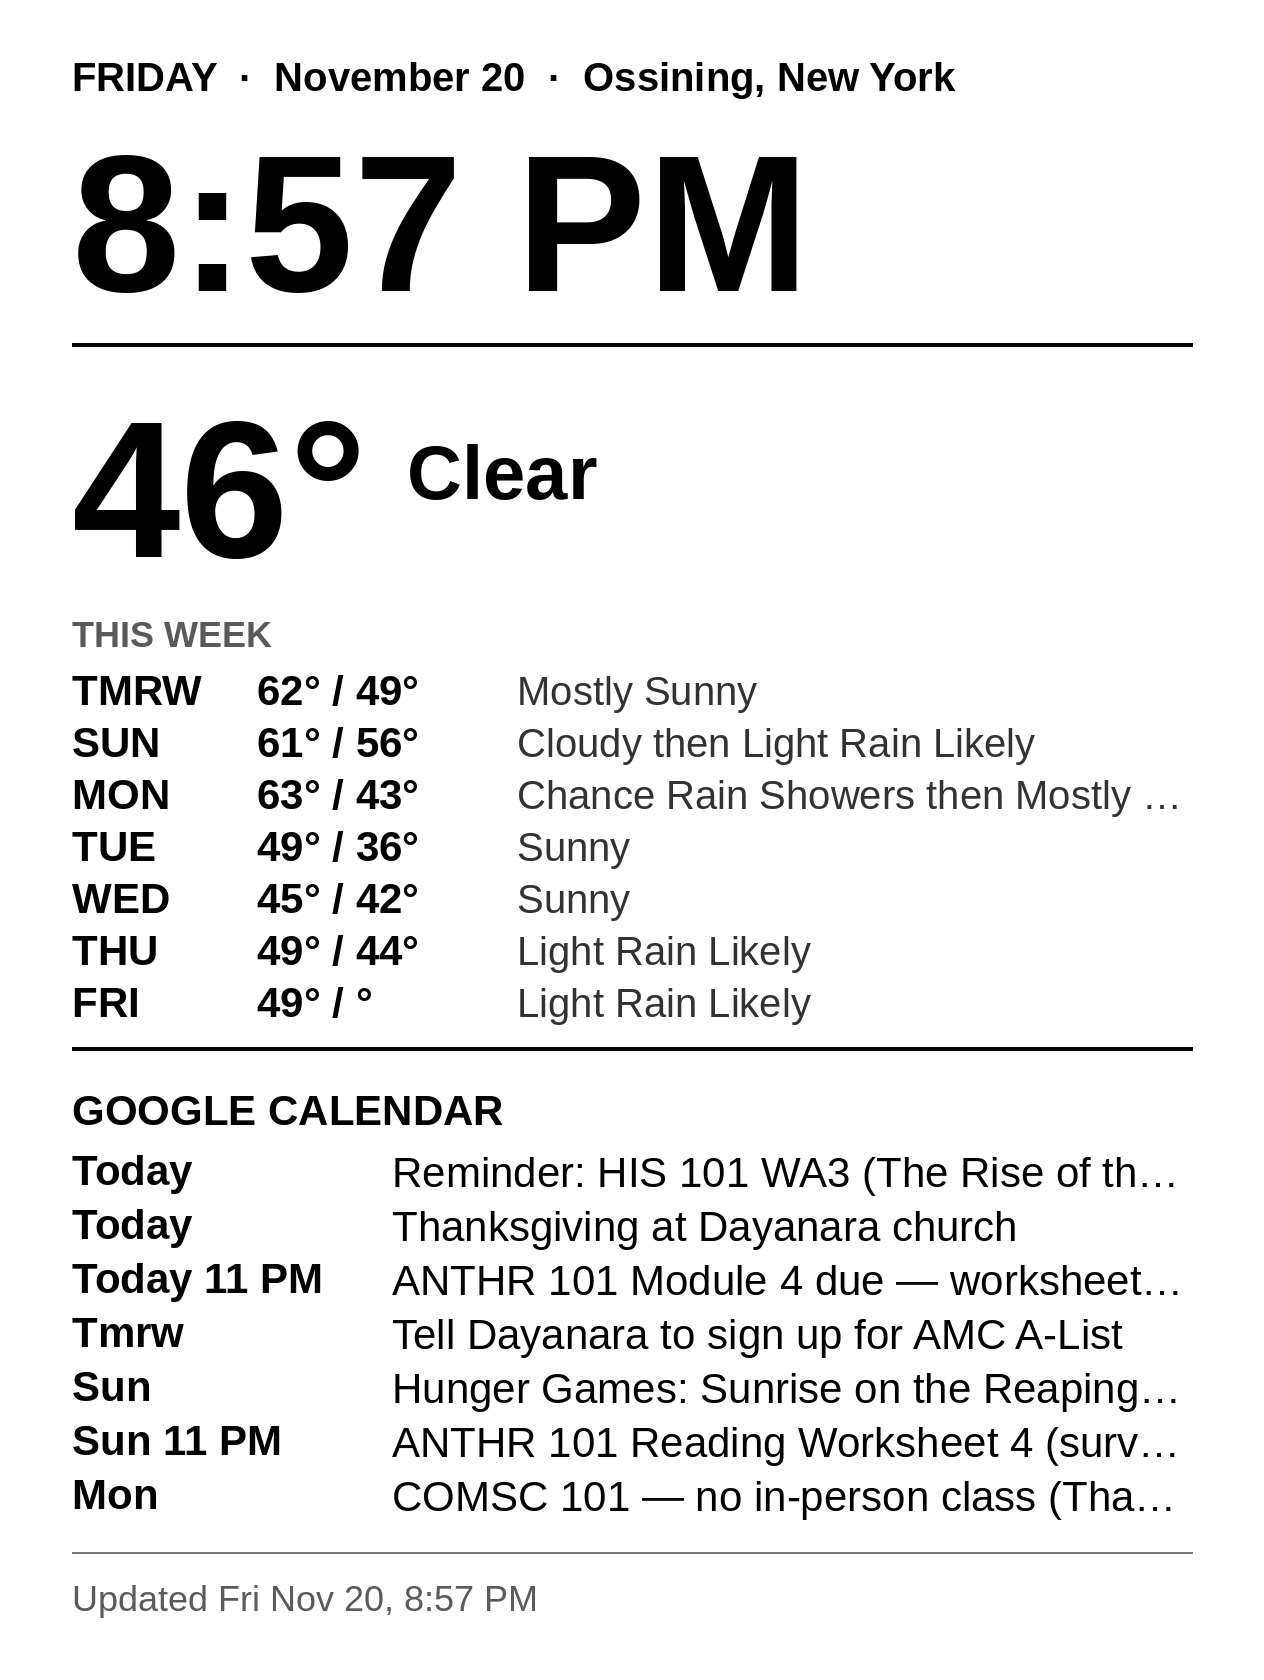 FRIDAY · November 20 · Ossining, New York
8:57 PM
46° Clear
THIS WEEK
TMRW 62° / 49° Mostly Sunny
SUN 61° / 56° Cloudy then Light Rain Likely
MON 63° / 43° Chance Rain Showers then Mostly …
TUE 49° / 36° Sunny
WED 45° / 42° Sunny
THU 49° / 44° Light Rain Likely
FRI 49° / ° Light Rain Likely
GOOGLE CALENDAR
Today Reminder: HIS 101 WA3 (The Rise of th…
Today Thanksgiving at Dayanara church
Today 11 PM ANTHR 101 Module 4 due — worksheet…
Tmrw Tell Dayanara to sign up for AMC A-List
Sun Hunger Games: Sunrise on the Reaping…
Sun 11 PM ANTHR 101 Reading Worksheet 4 (surv…
Mon COMSC 101 — no in-person class (Tha…
Updated Fri Nov 20, 8:57 PM